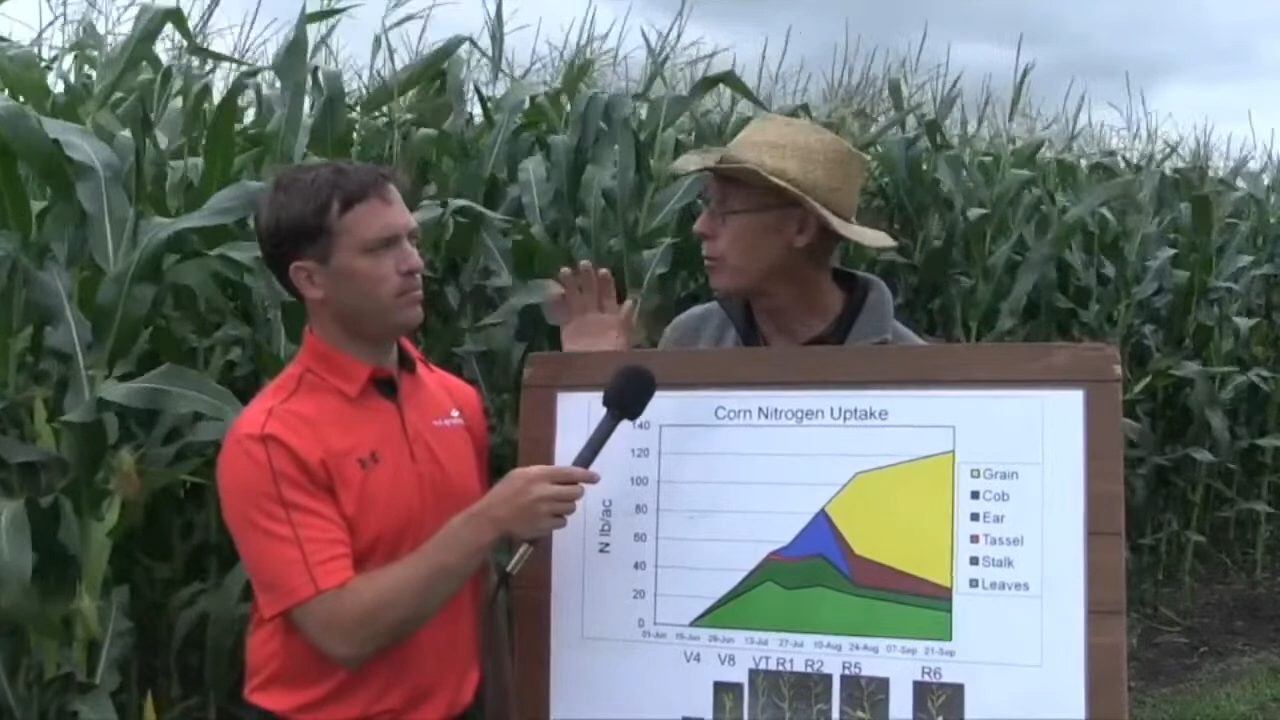 Corn Nitrogen Uptake
140
120
100
80
60
40
20
0
N lb/ac
01-Jun 15-Jun 29-Jun 13-Jul 27-Jul 10-Aug 24-Aug 07-Sep 21-Sep
Grain
Cob
Ear
Tassel
Stalk
Leaves
V4 V8 VT R1 R2 R5 R6